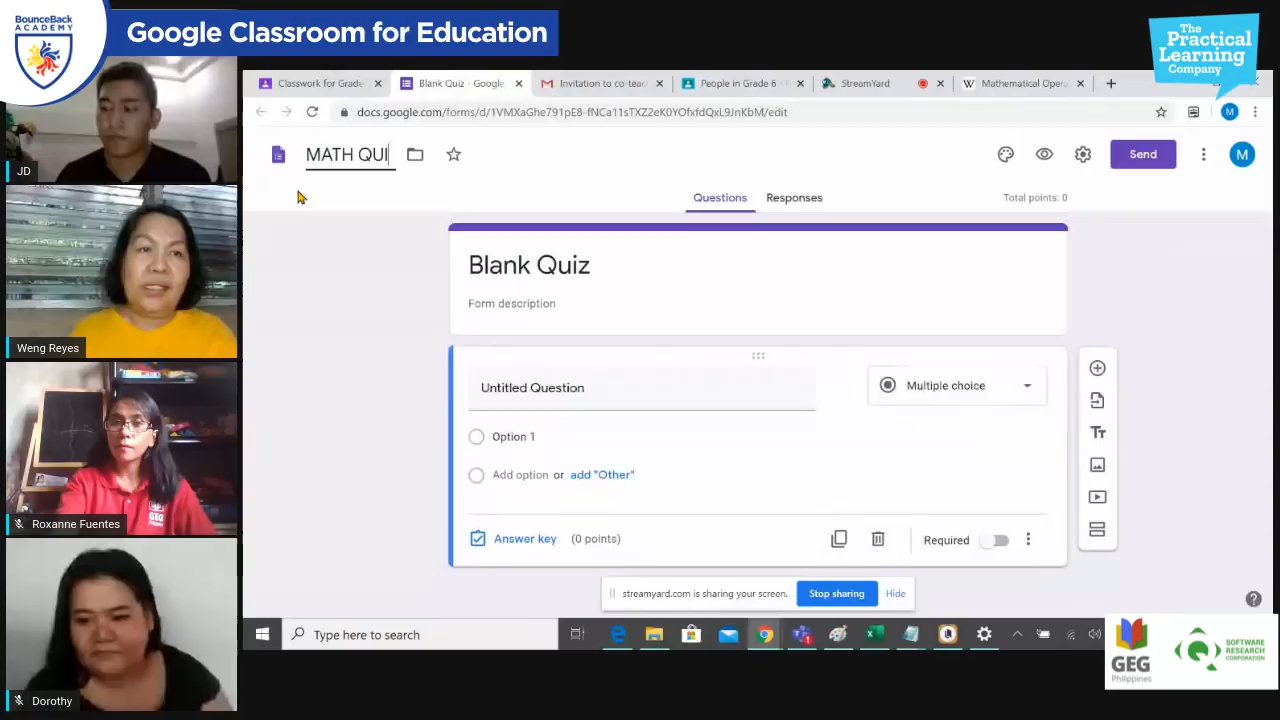 BounceBack
ACADEMY
Google Classroom for Education
The
Practical
Learning
Company
JD
Weng Reyes
Roxanne Fuentes
GEG
Dorothy
Classwork for Grade
Blank Quiz - Google
Invitation to co-teac
People in Grade 6 -
StreamYard
Mathematical Oper
docs.google.com/forms/d/1VMXaGhe791pE8-fNCa11sTXZ2eK0YOfxfdQxL9JnKbM/edit
M
MATH QUI
Send
M
Questions
Responses
Total points: 0
Blank Quiz
Form description
Untitled Question
Multiple choice
Option 1
Add option or add "Other"
Answer key (0 points)
Required
streamyard.com is sharing your screen.
Stop sharing
Hide
Type here to search
GEG
Philippines
SOFTWARE
RESEARCH
CORPORATION